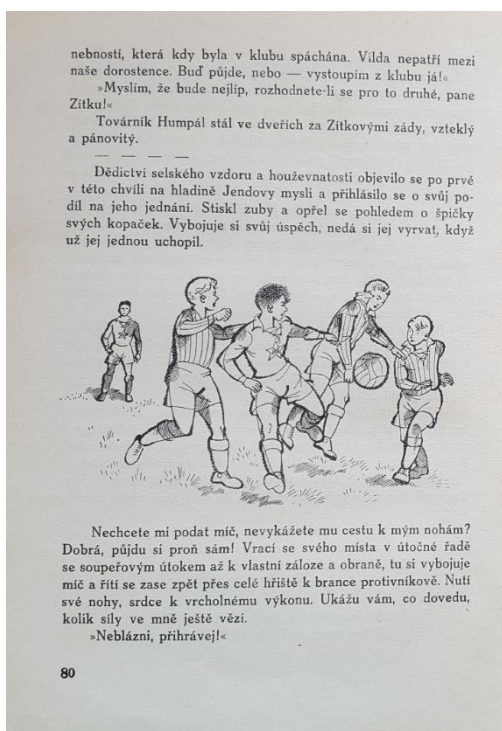 nebností, která kdy byla v klubu spáchána. Vilda nepatří mezi
naše dorostence. Buď půjde, nebo — vystoupím z klubu já!«
»Myslím, že bude nejlíp, rozhodnete-li se pro to druhé, pane
Zítku!«
Továrník Humpál stál ve dveřích za Zítkovými zády, vzteklý
a pánovitý.
— — — —
Dědictví selského vzdoru a houževnatosti objevilo se po prvé
v této chvíli na hladině Jendovy mysli a přihlásilo se o svůj po-
díl na jeho jednání. Stiskl zuby a opřel se pohledem o špičky
svých kopaček. Vybojuje si svůj úspěch, nedá si jej vyrvat, když
už jej jednou uchopil.
Nechcete mi podat míč, nevykážete mu cestu k mým nohám?
Dobrá, půjdu si proň sám! Vrací se svého místa v útočné řadě
se soupeřovým útokem až k vlastní záloze a obraně, tu si vybojuje
míč a řítí se zase zpět přes celé hřiště k brance protivníkově. Nutí
své nohy, srdce k vrcholnému výkonu. Ukážu vám, co dovedu,
kolik síly ve mně ještě vězí.
»Neblázni, přihrávej!«
80